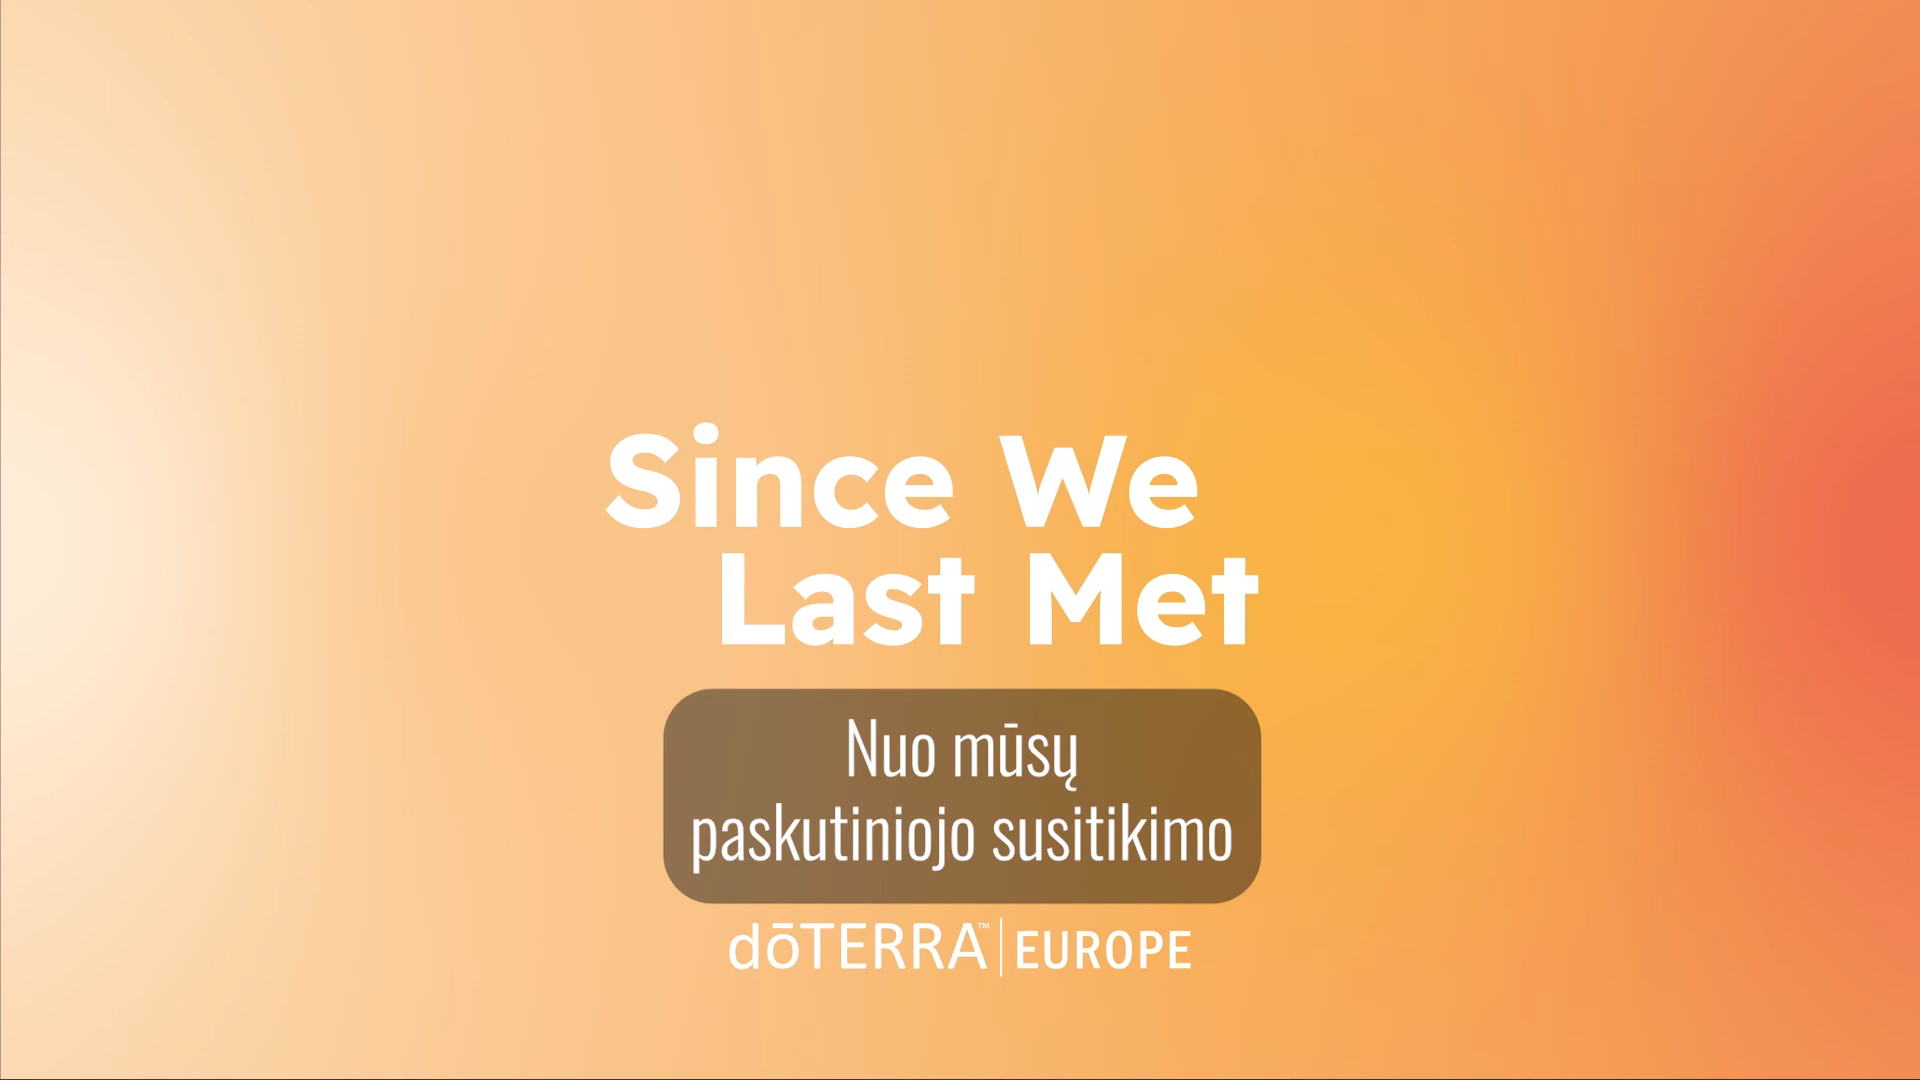 Since We
Last Met
Nuo mūsų
paskutiniojo susitikimo
dōTERRA™ | EUROPE